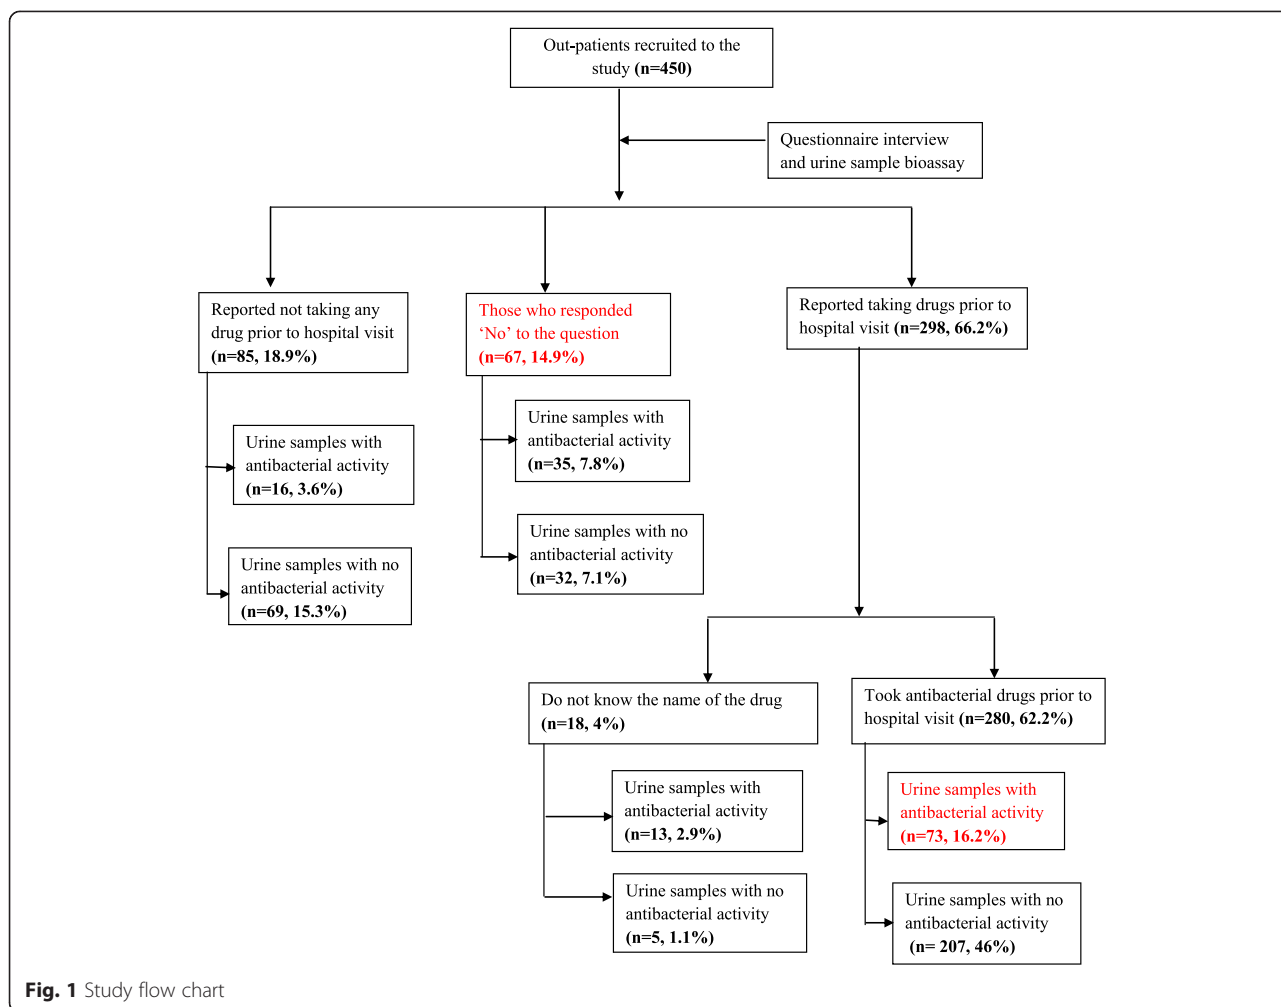 Out-patients recruited to the
study (n=450)
Questionnaire interview
and urine sample bioassay
Reported not taking any
drug prior to hospital visit
(n=85, 18.9%)
Those who responded
‘No’ to the question
(n=67, 14.9%)
Reported taking drugs prior to
hospital visit (n=298, 66.2%)
Urine samples with
antibacterial activity
(n=16, 3.6%)
Urine samples with no
antibacterial activity
(n=69, 15.3%)
Urine samples with
antibacterial activity
(n=35, 7.8%)
Urine samples with no
antibacterial activity
(n=32, 7.1%)
Do not know the name of the drug
(n=18, 4%)
Took antibacterial drugs prior to
hospital visit (n=280, 62.2%)
Urine samples with
antibacterial activity
(n=13, 2.9%)
Urine samples with no
antibacterial activity
(n=5, 1.1%)
Urine samples with
antibacterial activity
(n=73, 16.2%)
Urine samples with no
antibacterial activity
(n= 207, 46%)
Fig. 1 Study flow chart